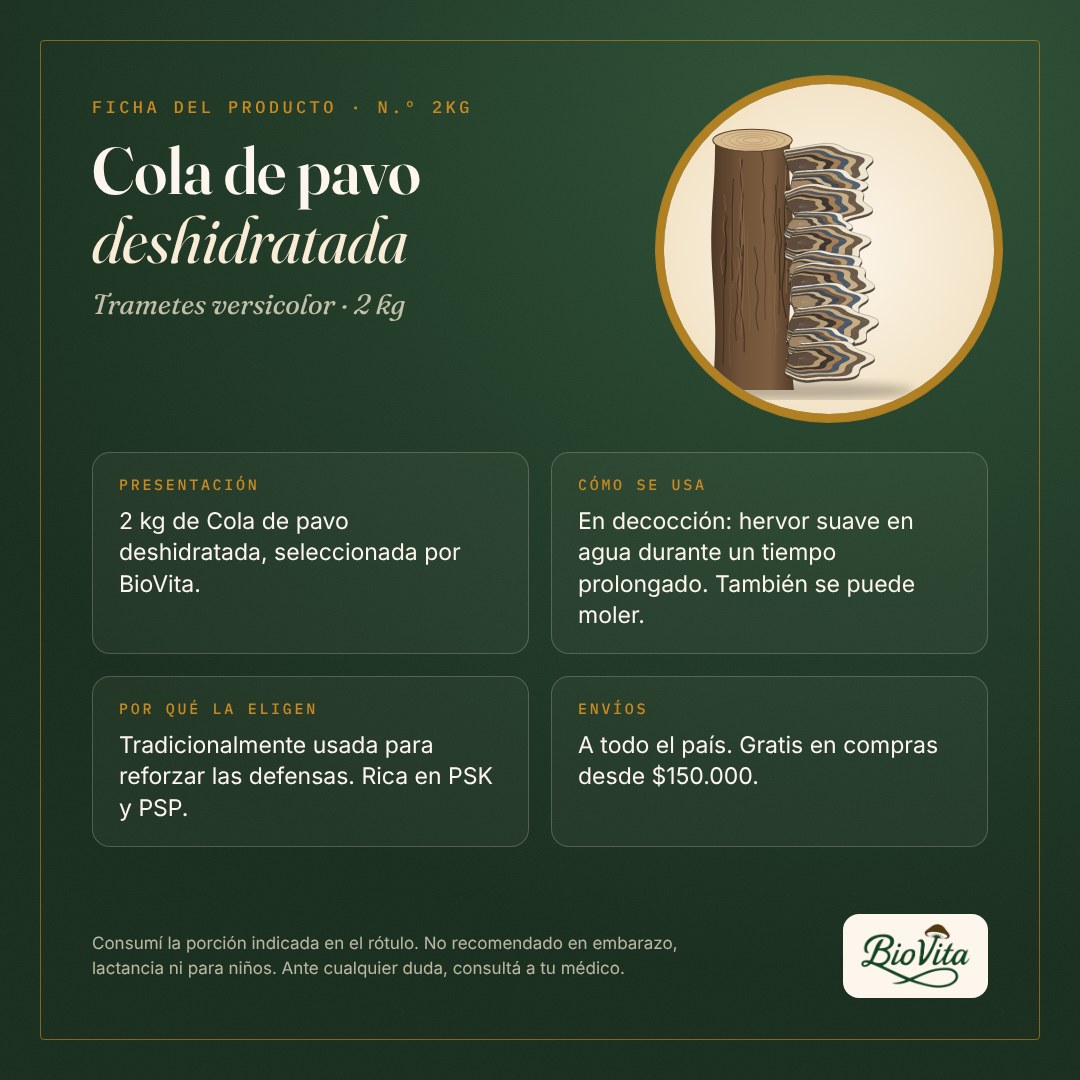 FICHA DEL PRODUCTO · N.º 2KG
Cola de pavo
deshidratada
Trametes versicolor · 2 kg
PRESENTACIÓN
2 kg de Cola de pavo
deshidratada, seleccionada por
BioVita.
CÓMO SE USA
En decocción: hervor suave en
agua durante un tiempo
prolongado. También se puede
moler.
POR QUÉ LA ELIGEN
Tradicionalmente usada para
reforzar las defensas. Rica en PSK
y PSP.
ENVÍOS
A todo el país. Gratis en compras
desde $150.000.
Consumí la porción indicada en el rótulo. No recomendado en embarazo,
lactancia ni para niños. Ante cualquier duda, consultá a tu médico.
BioVita